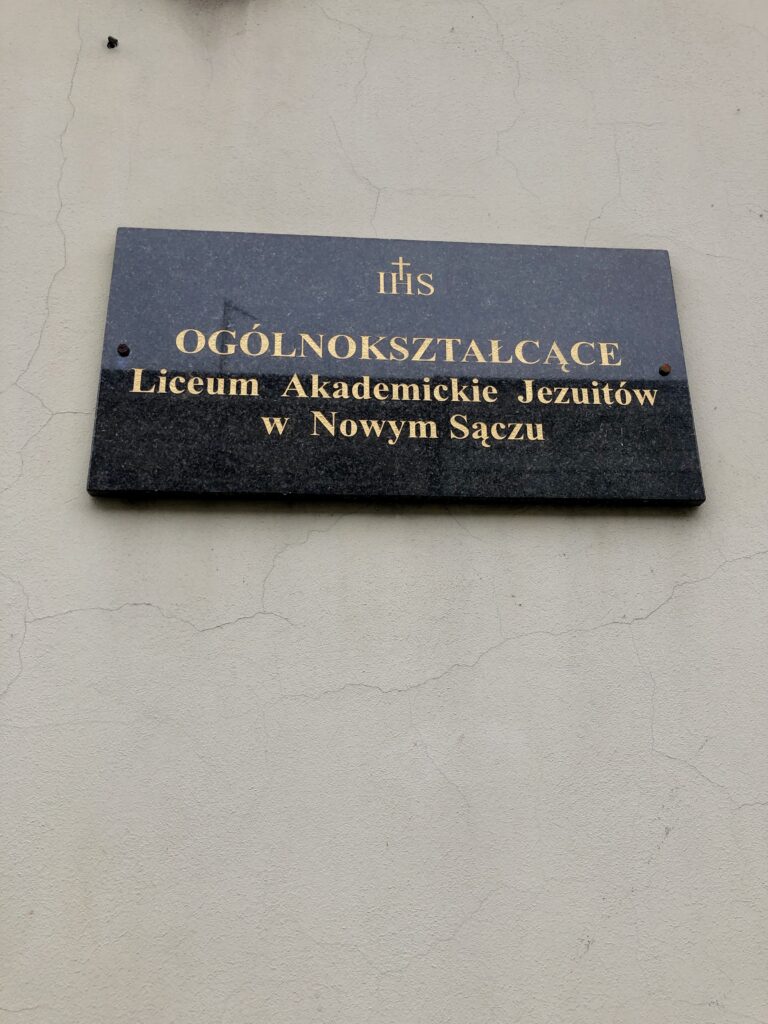 IHS
OGÓLNOKSZTAŁCĄCE
Liceum Akademickie Jezuitów
w Nowym Sączu